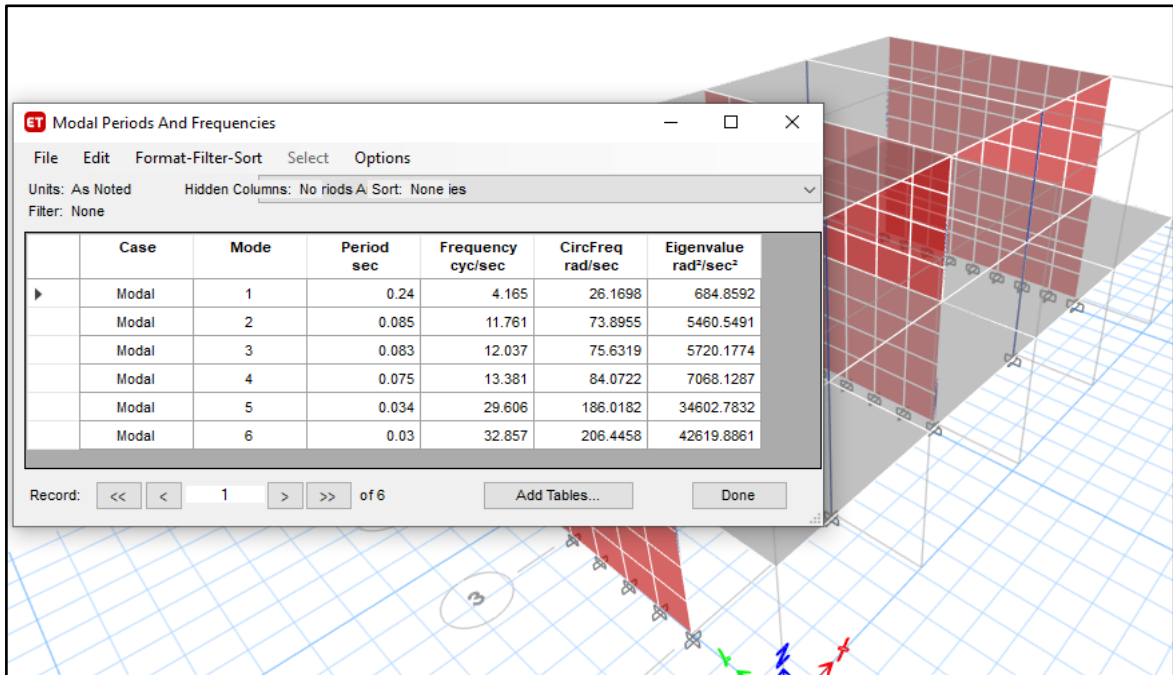 ET Modal Periods And Frequencies
File Edit Format-Filter-Sort Select Options
Units: As Noted Hidden Columns: No riods A Sort: None ies
Filter: None
Case Mode Period Frequency CircFreq Eigenvalue
sec cyc/sec rad/sec rad²/sec²
Modal 1 0.24 4.165 26.1698 684.8592
Modal 2 0.085 11.761 73.8955 5460.5491
Modal 3 0.083 12.037 75.6319 5720.1774
Modal 4 0.075 13.381 84.0722 7068.1287
Modal 5 0.034 29.606 186.0182 34602.7832
Modal 6 0.03 32.857 206.4458 42619.8861
Record: << < 1 > >> of 6 Add Tables... Done
3
Y Z X